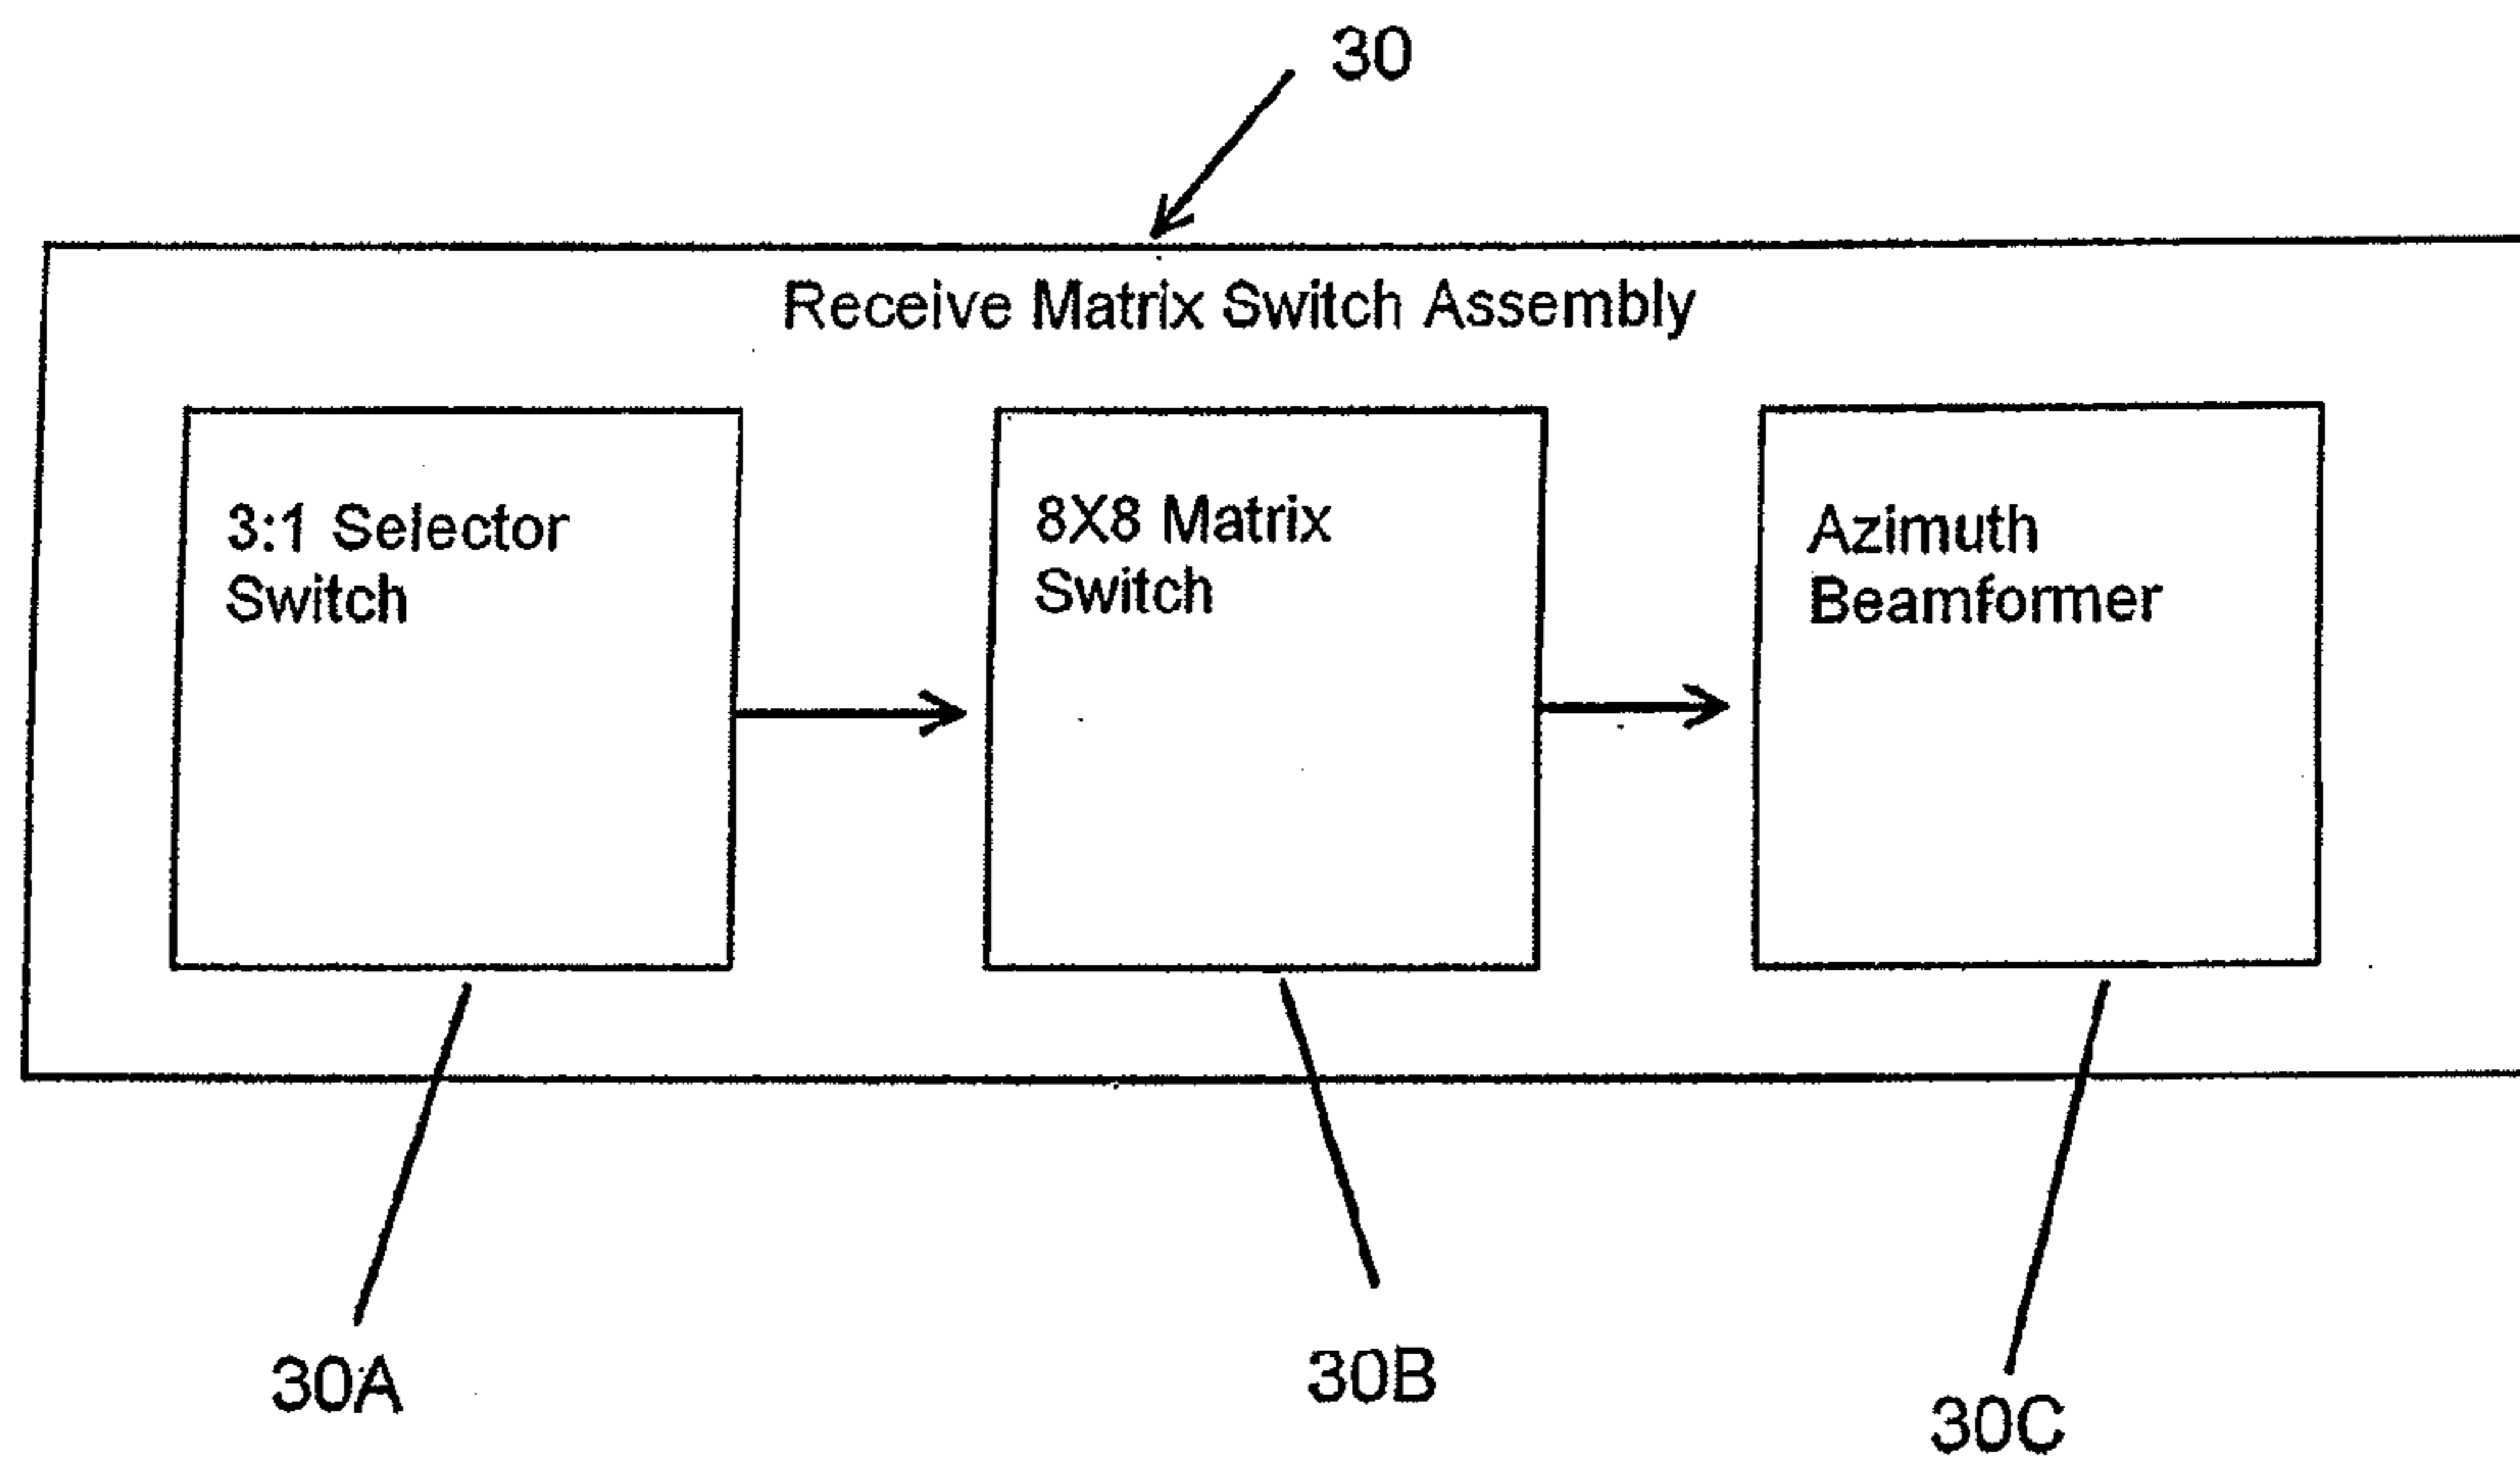 30
Receive Matrix Switch Assembly
3:1 Selector
Switch
8X8 Matrix
Switch
Azimuth
Beamformer
30A
30B
30C